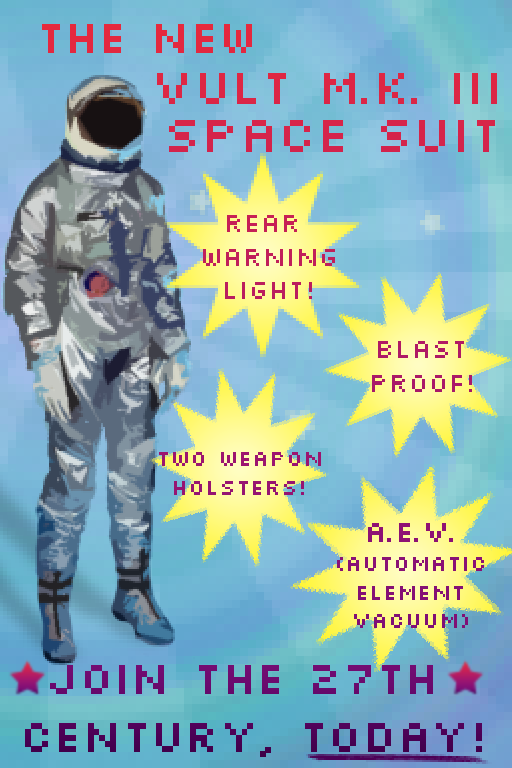 THE NEW
VULT M.K. III
SPACE SUIT
REAR
WARNING
LIGHT!
BLAST
PROOF!
TWO WEAPON
HOLSTERS!
A.E.V.
(AUTOMATIC
ELEMENT
VACUUM)
JOIN THE 27TH
CENTURY, TODAY!